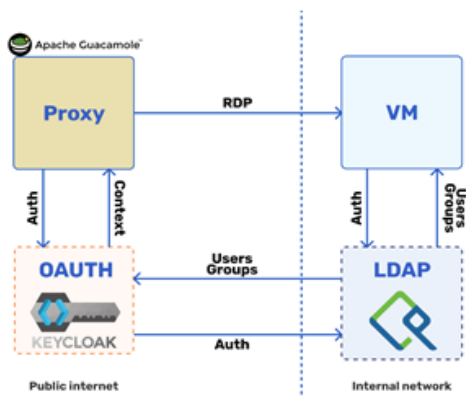 Apache Guacamole™
Proxy
RDP
VM
Auth
Context
Auth
Users
Groups
OAUTH
KEYCLOAK
Users
Groups
Auth
LDAP
Public internet
Internal network